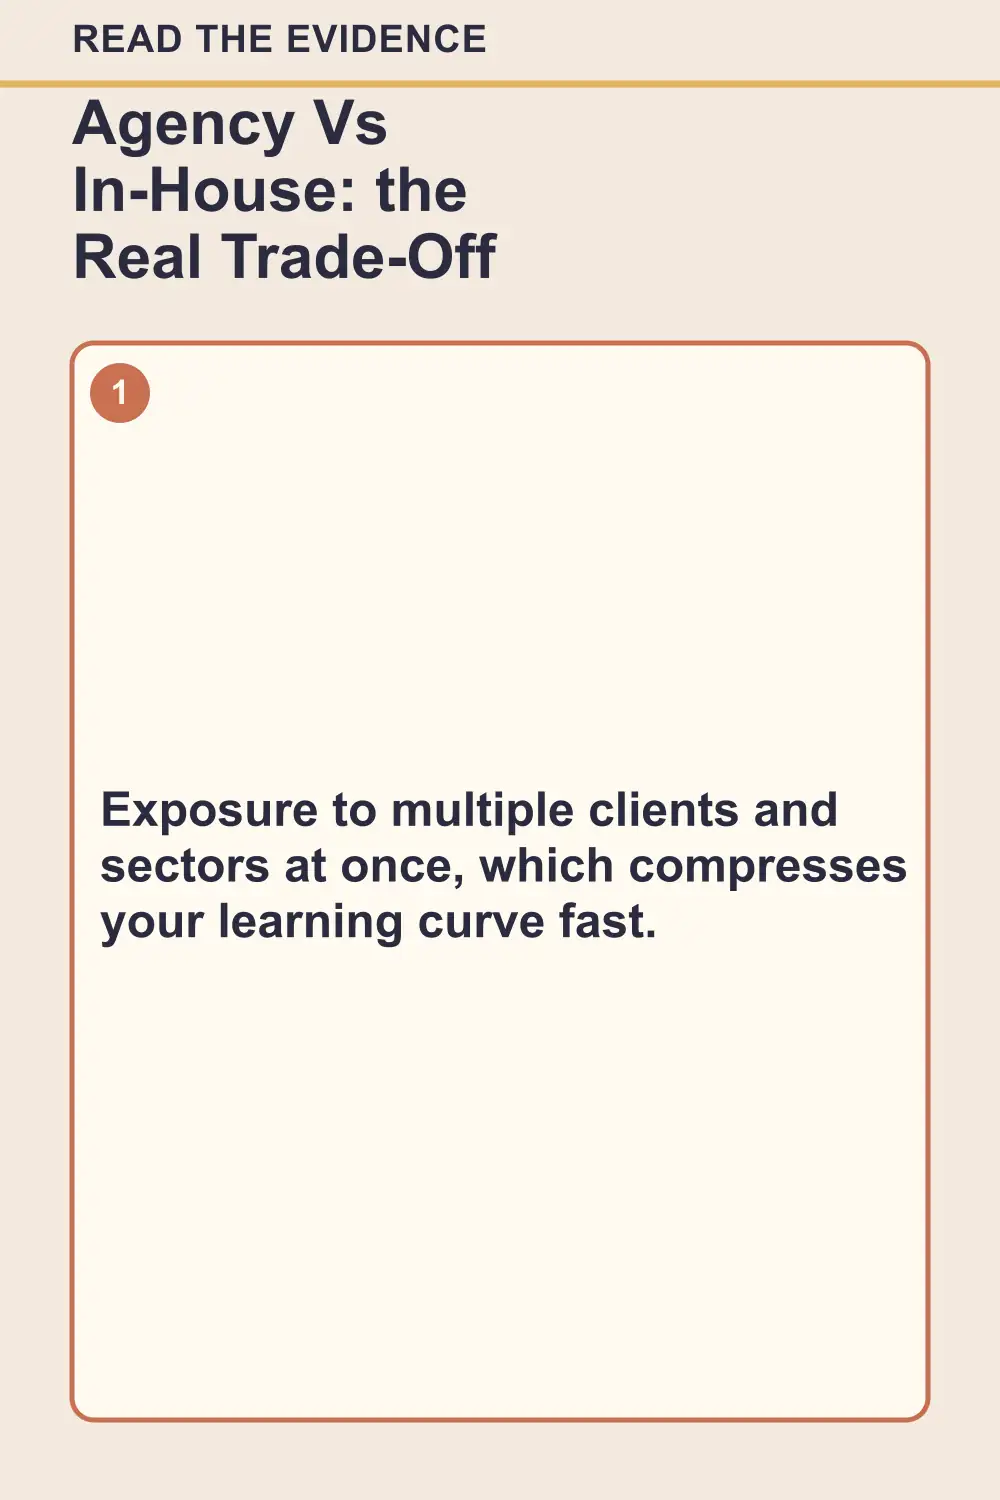 READ THE EVIDENCE
Agency Vs
In-House: the
Real Trade-Off
1
Exposure to multiple clients and
sectors at once, which compresses
your learning curve fast.